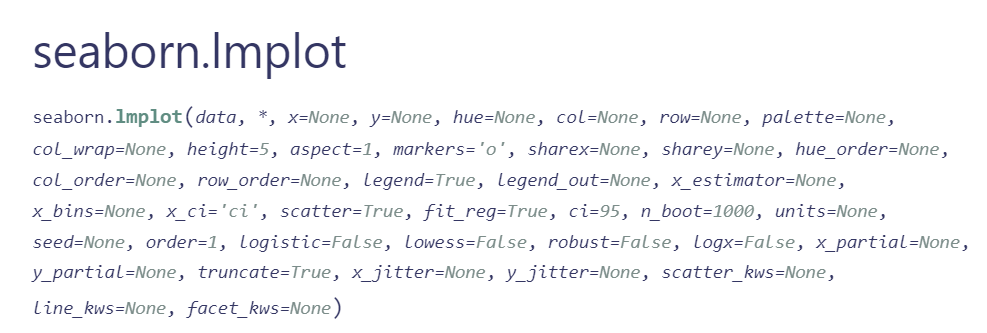 seaborn.lmplot
seaborn.lmplot(data, *, x=None, y=None, hue=None, col=None, row=None, palette=None,
col_wrap=None, height=5, aspect=1, markers='o', sharex=None, sharey=None, hue_order=None,
col_order=None, row_order=None, legend=True, legend_out=None, x_estimator=None,
x_bins=None, x_ci='ci', scatter=True, fit_reg=True, ci=95, n_boot=1000, units=None,
seed=None, order=1, logistic=False, lowess=False, robust=False, logx=False, x_partial=None,
y_partial=None, truncate=True, x_jitter=None, y_jitter=None, scatter_kws=None,
line_kws=None, facet_kws=None)